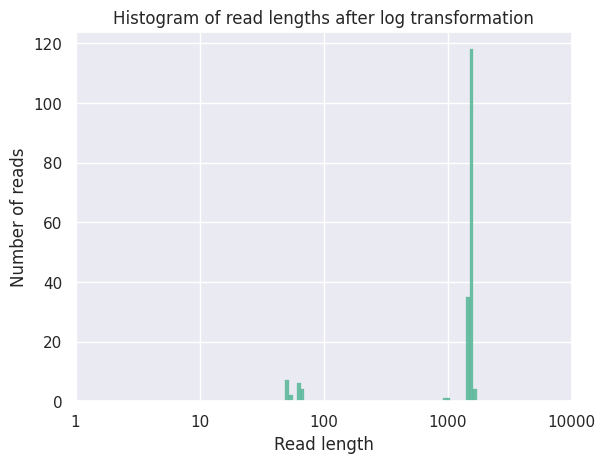 Histogram of read lengths after log transformation
120
100
80
60
40
20
0
Number of reads
1 10 100 1000 10000
Read length